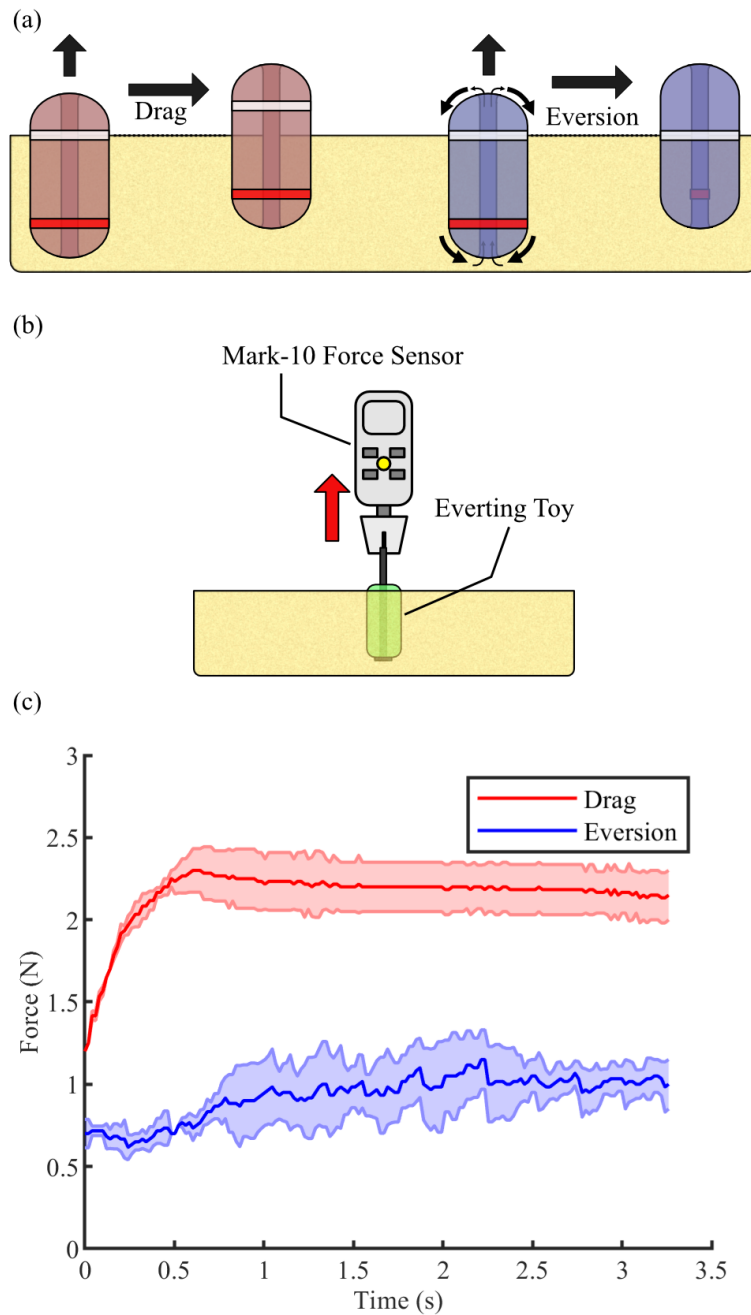 (a)
Drag
Eversion
(b)
Mark-10 Force Sensor
Everting Toy
(c)
3
2.5
2
1.5
1
0.5
0
Force (N)
Drag
Eversion
0 0.5 1 1.5 2 2.5 3 3.5
Time (s)